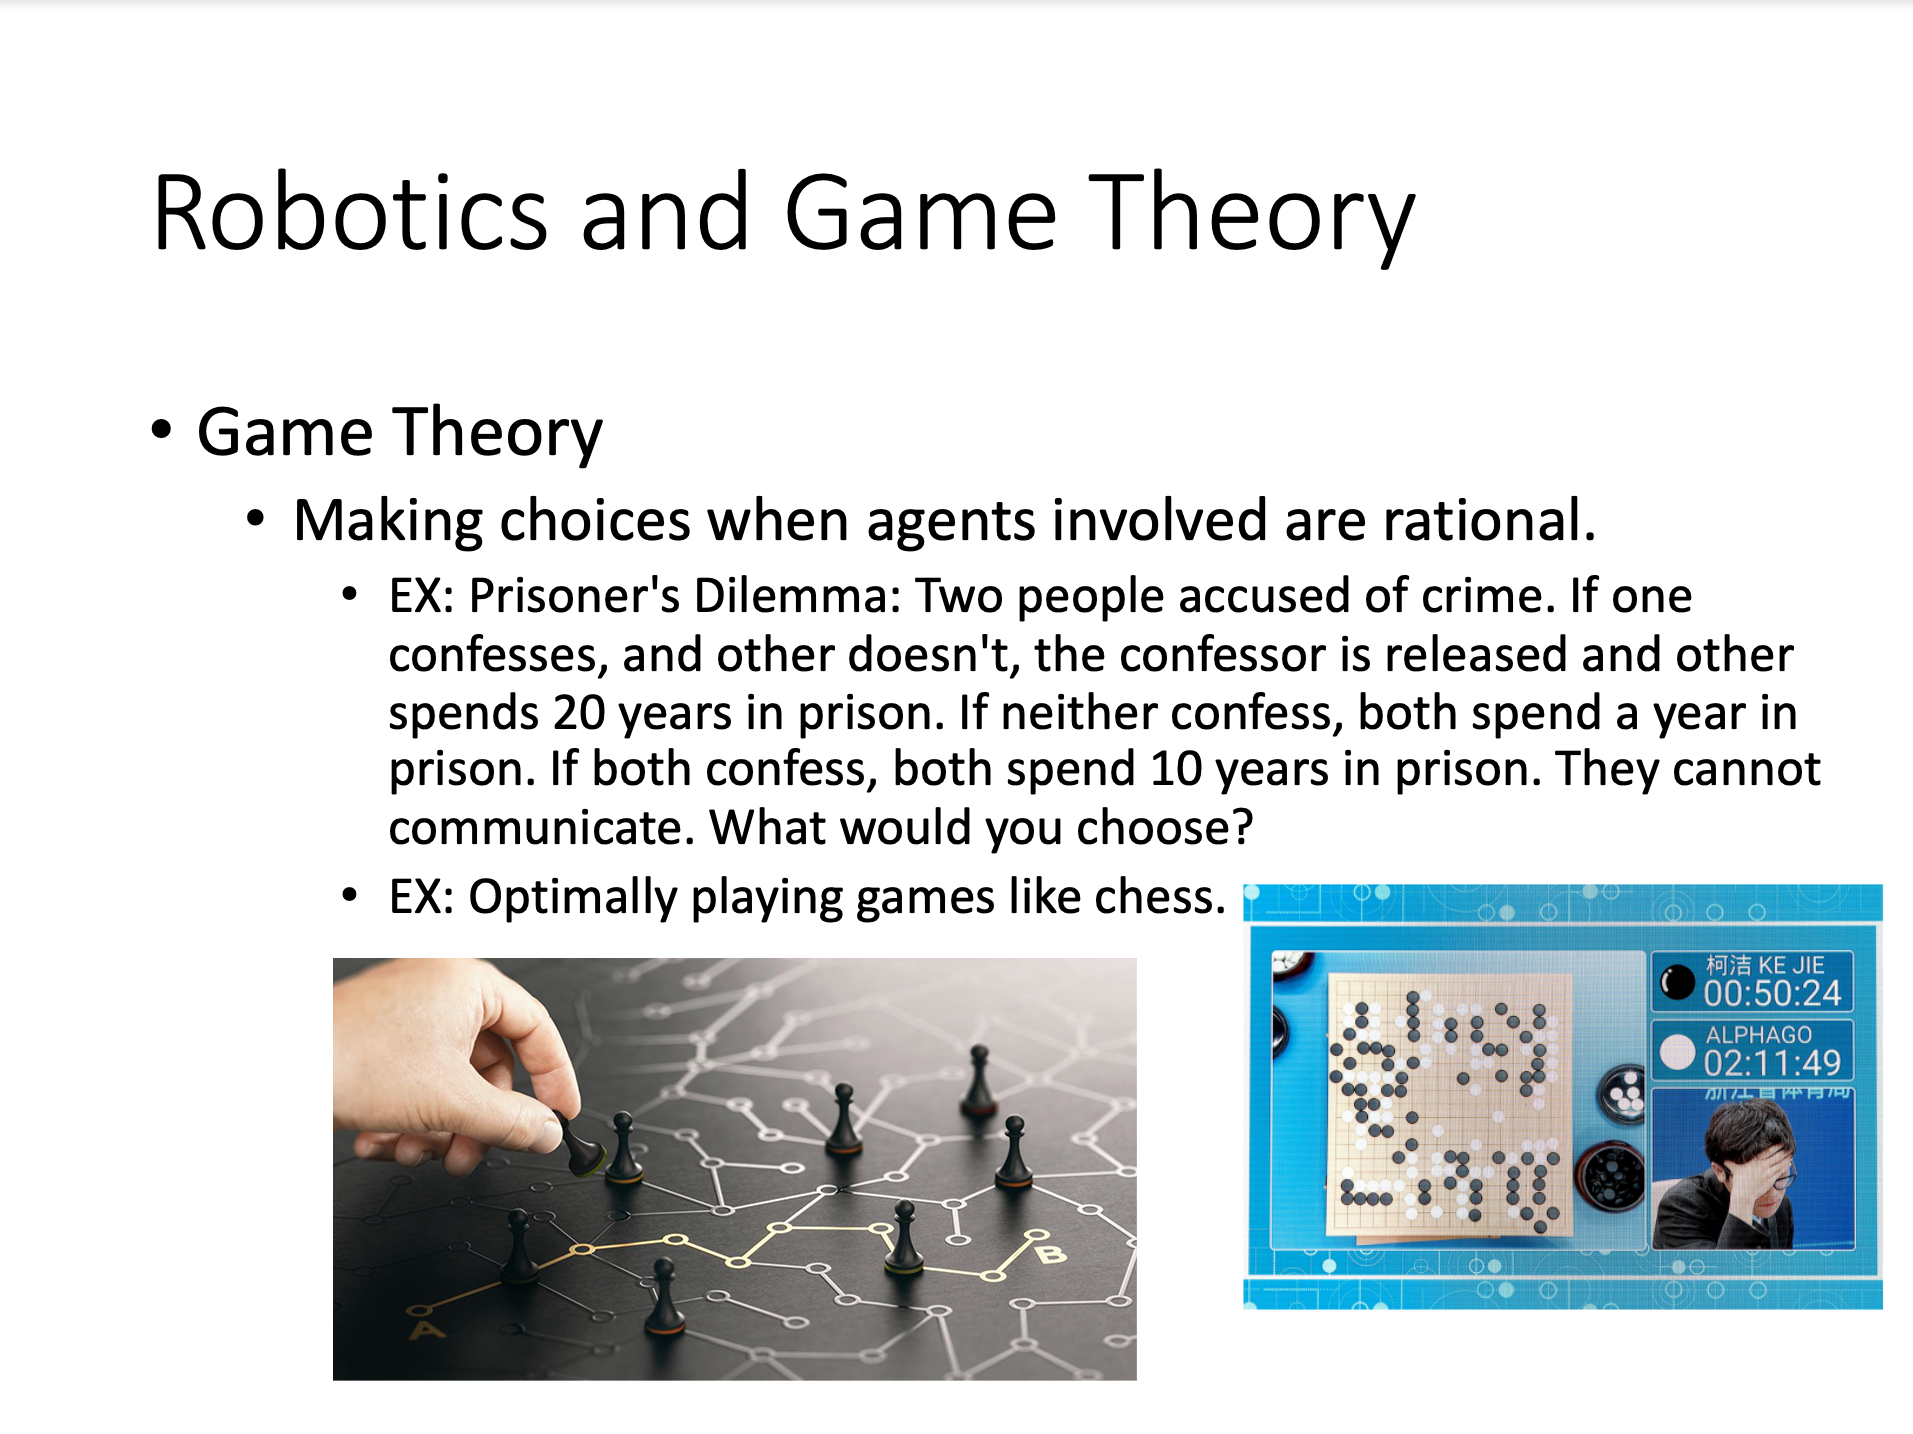 Robotics and Game Theory
• Game Theory
• Making choices when agents involved are rational.
• EX: Prisoner's Dilemma: Two people accused of crime. If one
confesses, and other doesn't, the confessor is released and other
spends 20 years in prison. If neither confess, both spend a year in
prison. If both confess, both spend 10 years in prison. They cannot
communicate. What would you choose?
• EX: Optimally playing games like chess.
柯洁 KE JIE
00:50:24
ALPHAGO
02:11:49
B
A